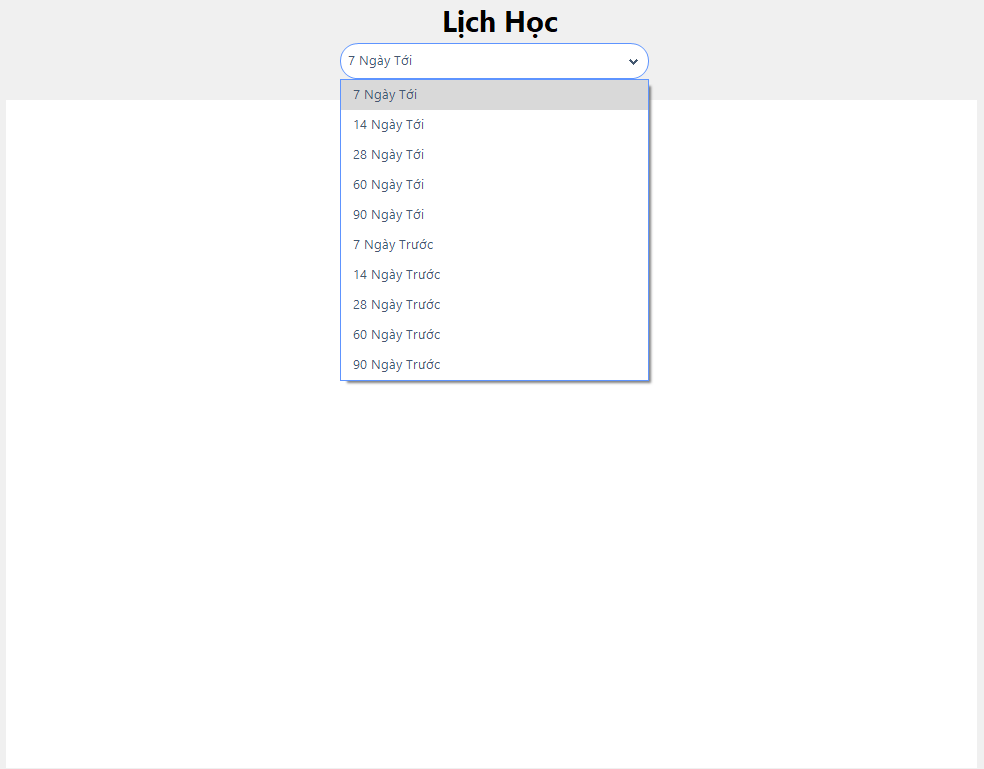 Lịch Học
7 Ngày Tới
7 Ngày Tới
14 Ngày Tới
28 Ngày Tới
60 Ngày Tới
90 Ngày Tới
7 Ngày Trước
14 Ngày Trước
28 Ngày Trước
60 Ngày Trước
90 Ngày Trước